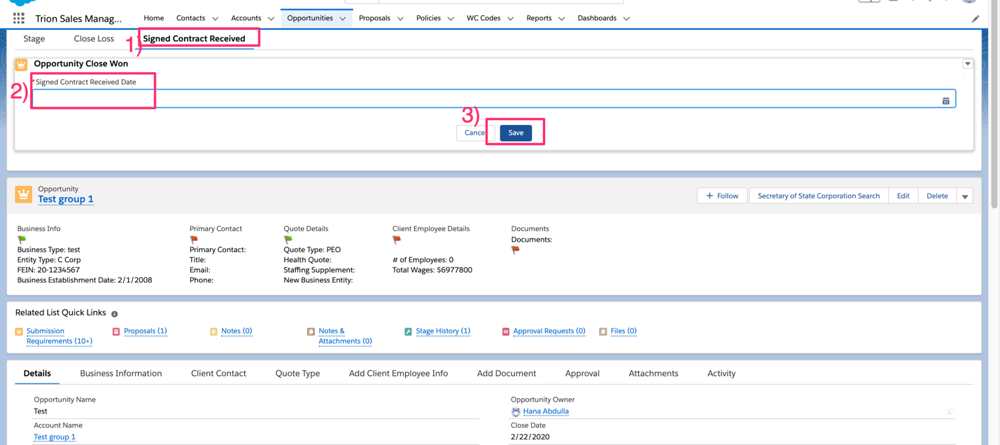 Trion Sales Manag... Home Contacts Accounts Opportunities Proposals Policies WC Codes Reports Dashboards
Stage Close Loss 1) Signed Contract Received
Opportunity Close Won
2) *Signed Contract Received Date
3)
Cance Save
Opportunity
Test group 1
+ Follow Secretary of State Corporation Search Edit Delete
Business Info Primary Contact Quote Details Client Employee Details Documents
Documents:
Business Type: test Primary Contact: Quote Type: PEO
Entity Type: C Corp Title: Health Quote: # of Employees: 0
FEIN: 20-1234567 Email: Staffing Supplement: Total Wages: $6977800
Business Establishment Date: 2/1/2008 Phone: New Business Entity:
Related List Quick Links
Submission Proposals (1) Notes (0) Notes & Stage History (1) Approval Requests (0) Files (0)
Requirements (10+) Attachments (0)
Details Business Information Client Contact Quote Type Add Client Employee Info Add Document Approval Attachments Activity
Opportunity Name Opportunity Owner
Test Hana Abdulla
Account Name Close Date
Test group 1 2/22/2020